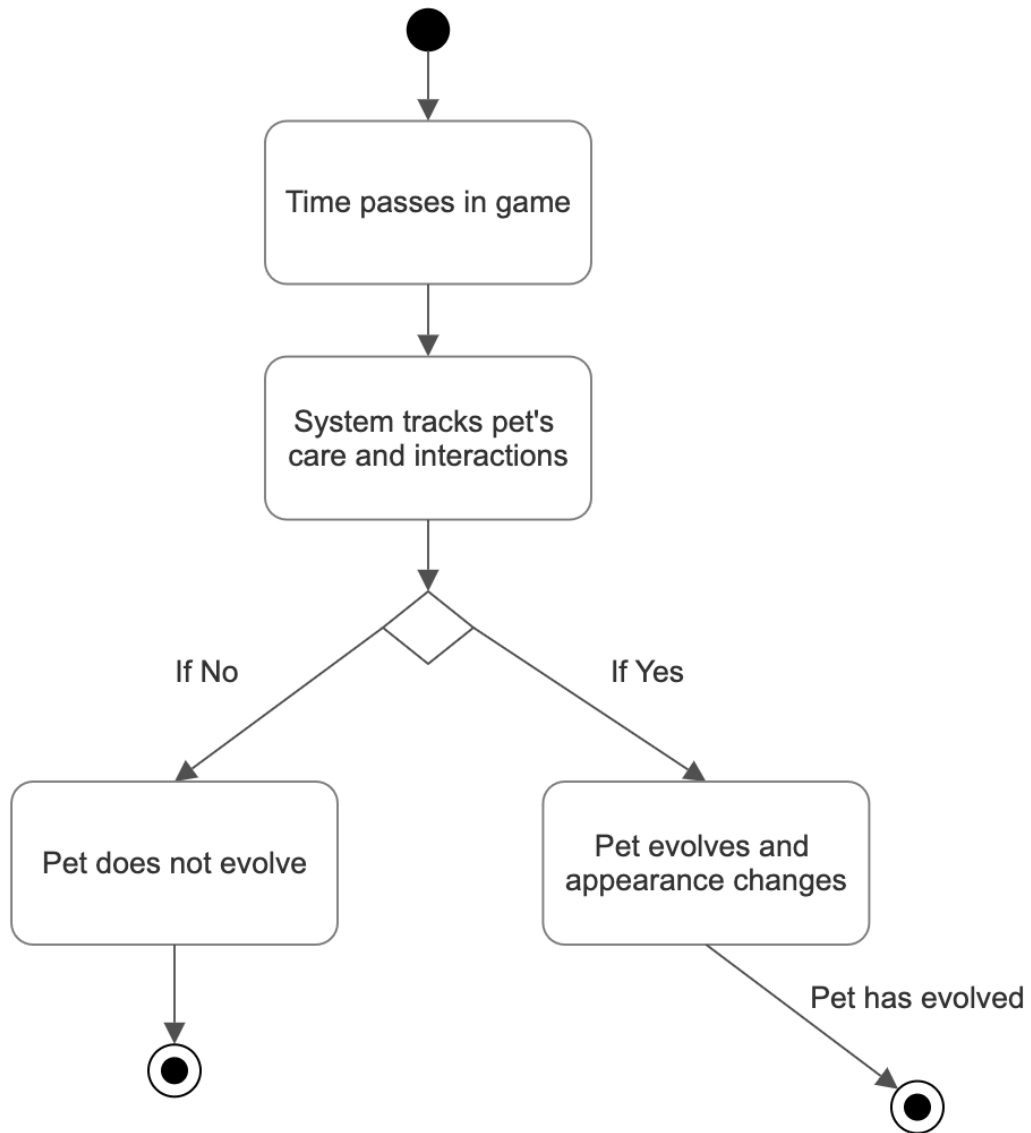 Time passes in game
System tracks pet's
care and interactions
If No
If Yes
Pet does not evolve
Pet evolves and
appearance changes
Pet has evolved